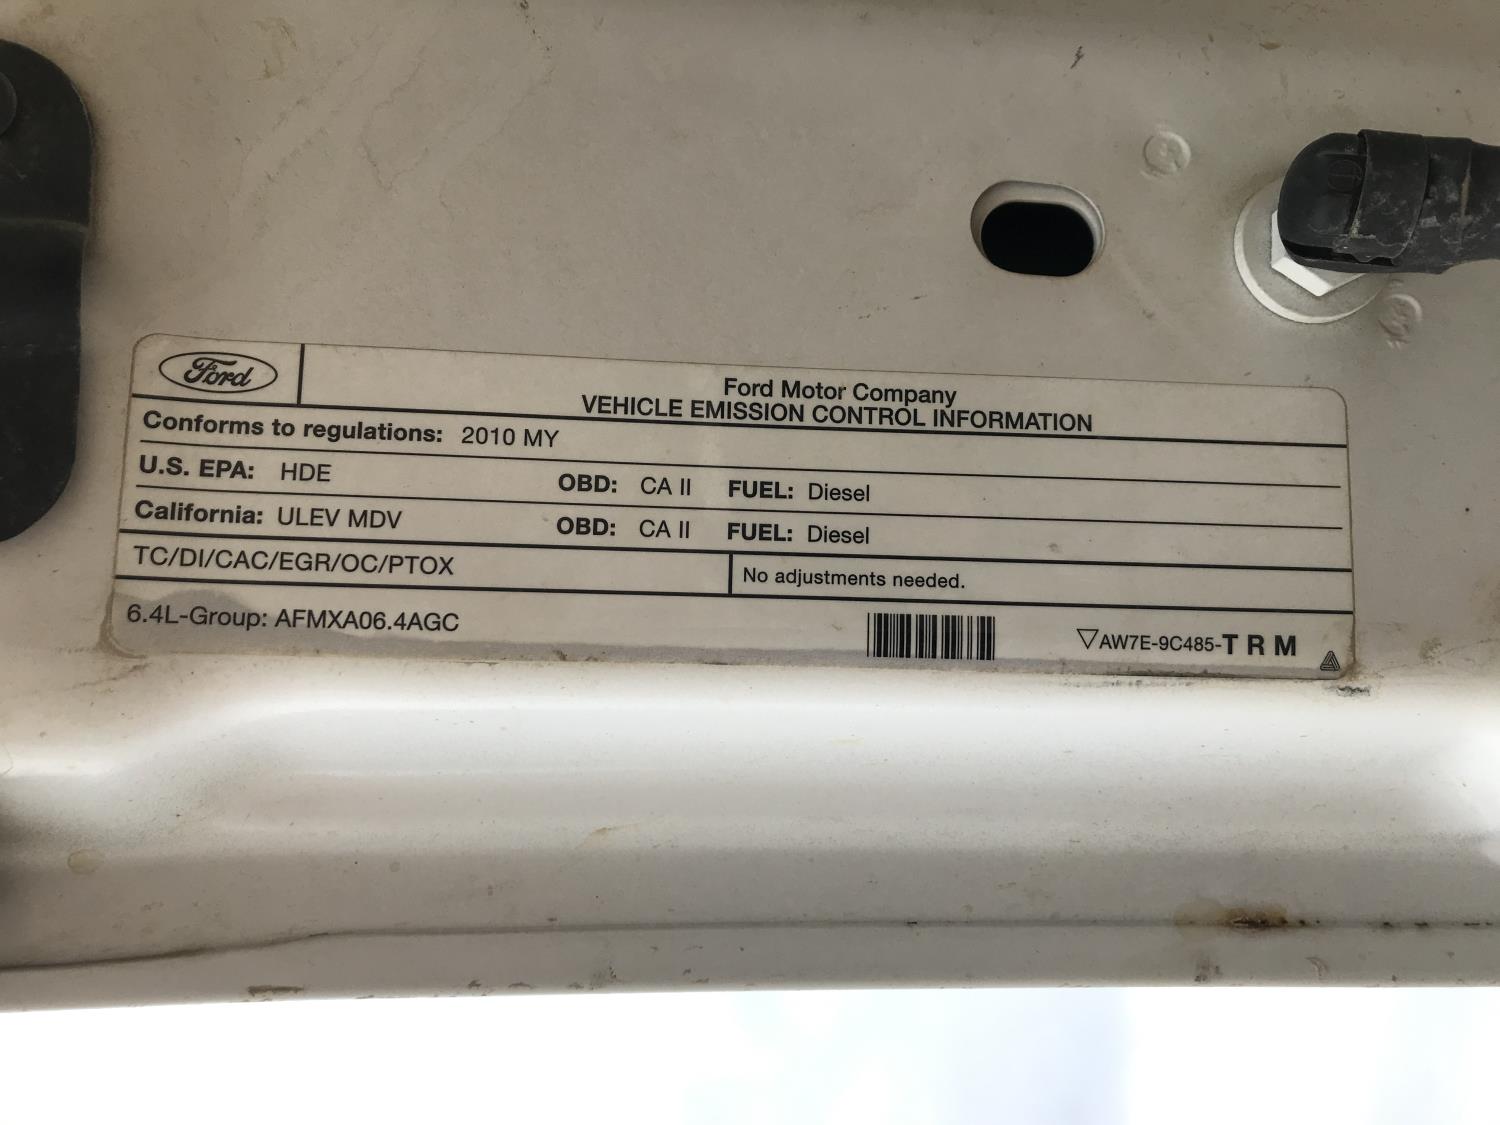 Ford
Ford Motor Company
VEHICLE EMISSION CONTROL INFORMATION
Conforms to regulations: 2010 MY
U.S. EPA: HDE OBD: CA II FUEL: Diesel
California: ULEV MDV OBD: CA II FUEL: Diesel
TC/DI/CAC/EGR/OC/PTOX No adjustments needed.
6.4L-Group: AFMXA06.4AGC ▽AW7E-9C485-T R M